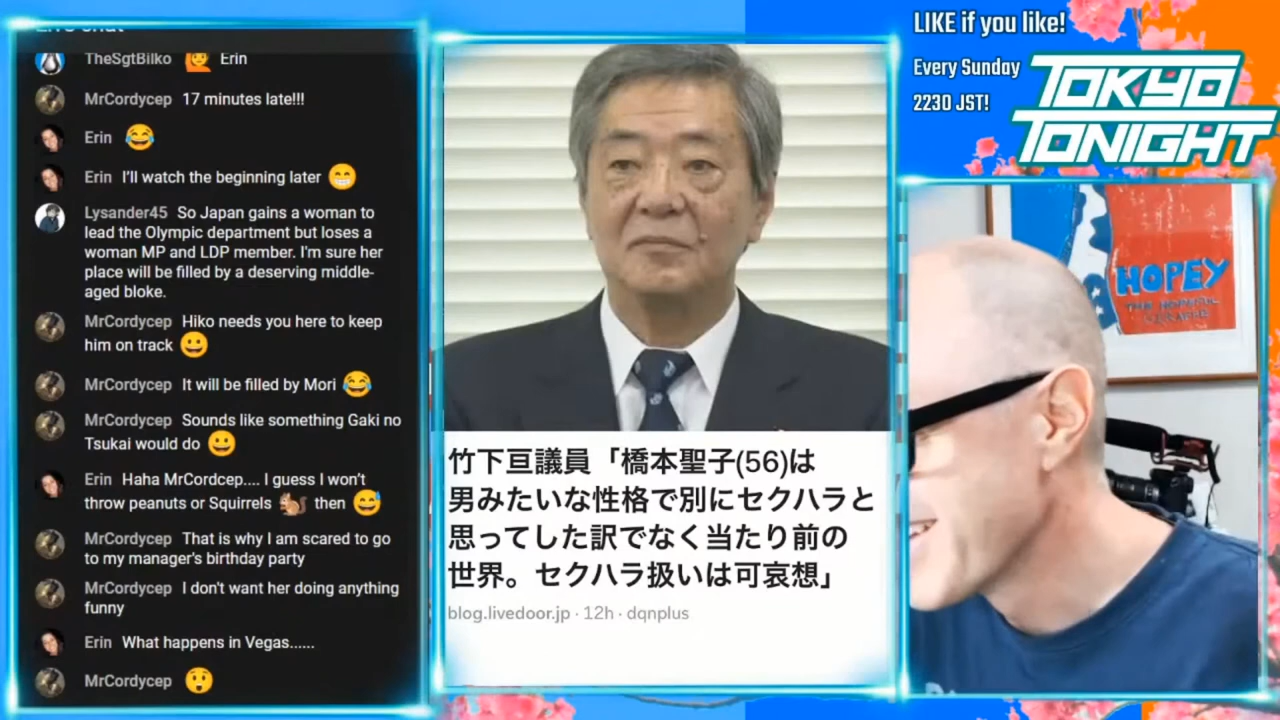 Live chat
TheSgtBilko 🙋 Erin
MrCordycep 17 minutes late!!!
Erin 😂
Erin I'll watch the beginning later 😁
Lysander45 So Japan gains a woman to
lead the Olympic department but loses a
woman MP and LDP member. I'm sure her
place will be filled by a deserving middle-
aged bloke.
MrCordycep Hiko needs you here to keep
him on track 😀
MrCordycep It will be filled by Mori 😂
MrCordycep Sounds like something Gaki no
Tsukai would do 😀
Erin Haha MrCordcep.... I guess I won't
throw peanuts or Squirrels 🐿️ then 😅
MrCordycep That is why I am scared to go
to my manager's birthday party
MrCordycep I don't want her doing anything
funny
Erin What happens in Vegas......
MrCordycep 😲
竹下亘議員「橋本聖子(56)は
男みたいな性格で別にセクハラと
思ってした訳でなく当たり前の
世界。セクハラ扱いは可哀想」
blog.livedoor.jp · 12h · dqnplus
LIKE if you like!
Every Sunday
2230 JST!
TOKYO
TONIGHT
HOPEY
THE HOPEFUL